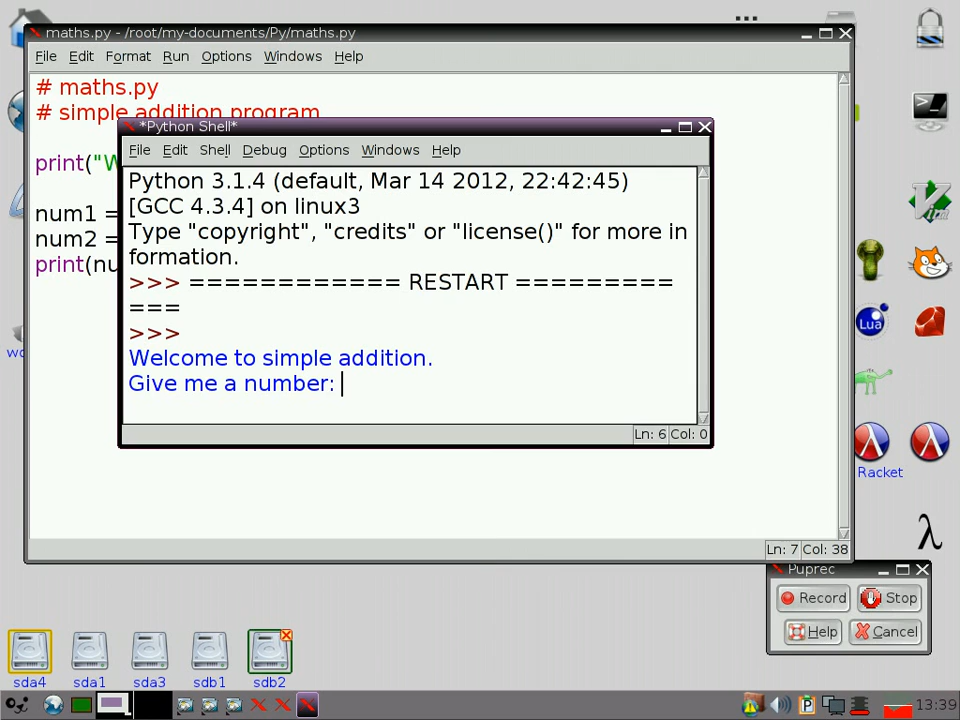 maths.py - /root/my-documents/Py/maths.py
File Edit Format Run Options Windows Help
# maths.py
# simple addition program
print("W
num1 =
num2 =
print(nu
Ln: 7 Col: 38
*Python Shell*
File Edit Shell Debug Options Windows Help
Python 3.1.4 (default, Mar 14 2012, 22:42:45)
[GCC 4.3.4] on linux3
Type "copyright", "credits" or "license()" for more in
formation.
>>> ============ RESTART =========
===
>>>
Welcome to simple addition.
Give me a number:
Ln: 6 Col: 0
Lua
Racket
λ
Puprec
Record Stop
Help Cancel
sda4 sda1 sda3 sdb1 sdb2
13:39